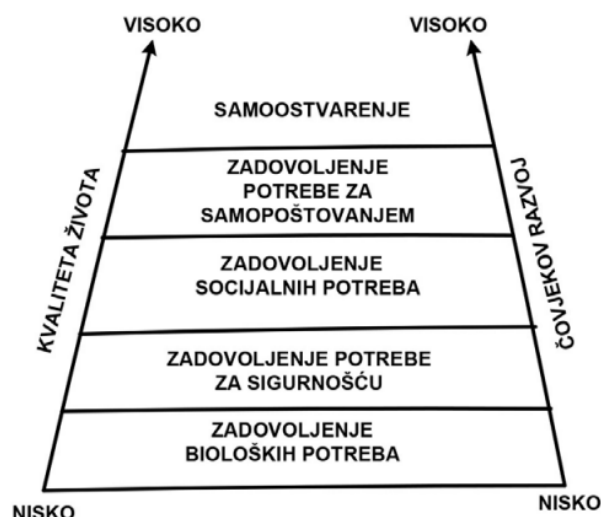 VISOKO
VISOKO
SAMOOSTVARENJE
ZADOVOLJENJE
POTREBE ZA
SAMOPOŠTOVANJEM
ZADOVOLJENJE
SOCIJALNIH POTREBA
ZADOVOLJENJE POTREBE
ZA SIGURNOŠĆU
ZADOVOLJENJE
BIOLOŠKIH POTREBA
KVALITETA ŽIVOTA
ČOVJEKOV RAZVOJ
NISKO
NISKO